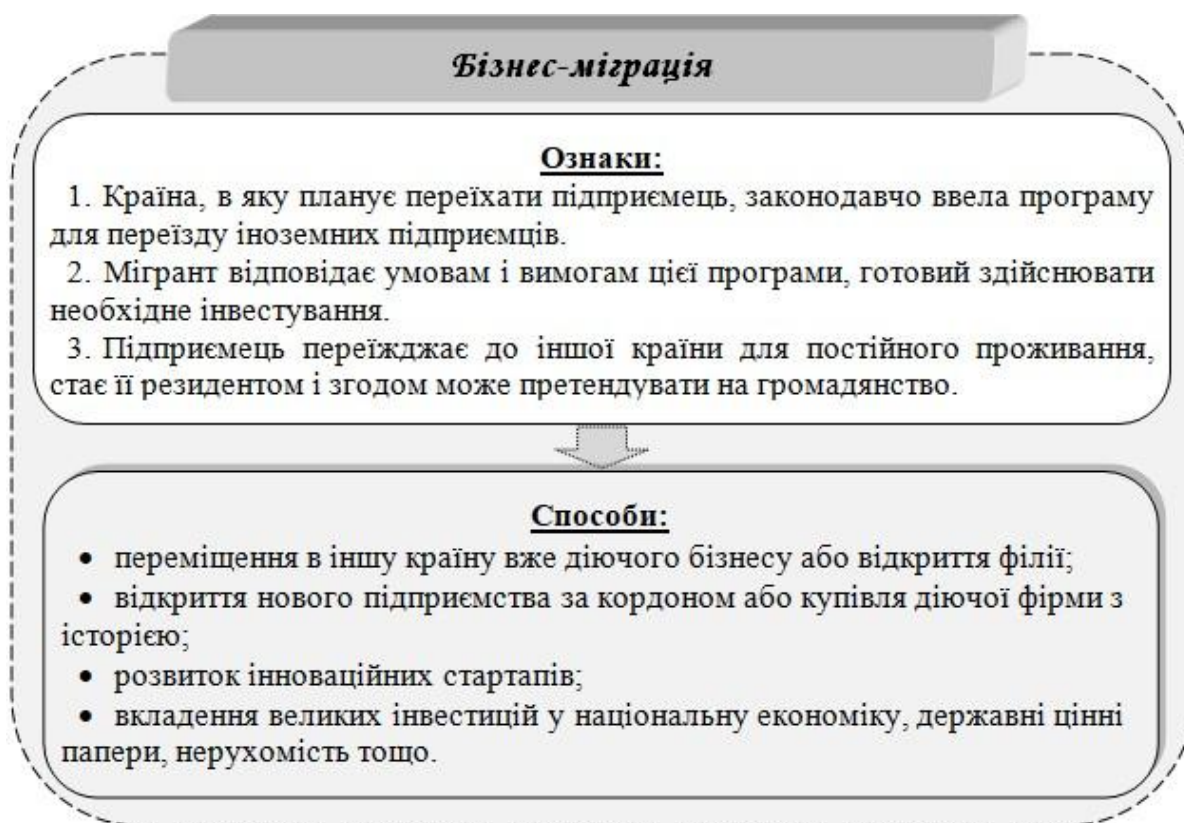 Бізнес-міграція
Ознаки:
1. Країна, в яку планує переїхати підприємець, законодавчо ввела програму
для переїзду іноземних підприємців.
2. Мігрант відповідає умовам і вимогам цієї програми, готовий здійснювати
необхідне інвестування.
3. Підприємець переїжджає до іншої країни для постійного проживання,
стає її резидентом і згодом може претендувати на громадянство.
Способи:
• переміщення в іншу країну вже діючого бізнесу або відкриття філії;
• відкриття нового підприємства за кордоном або купівля діючої фірми з
історією;
• розвиток інноваційних стартапів;
• вкладення великих інвестицій у національну економіку, державні цінні
папери, нерухомість тощо.